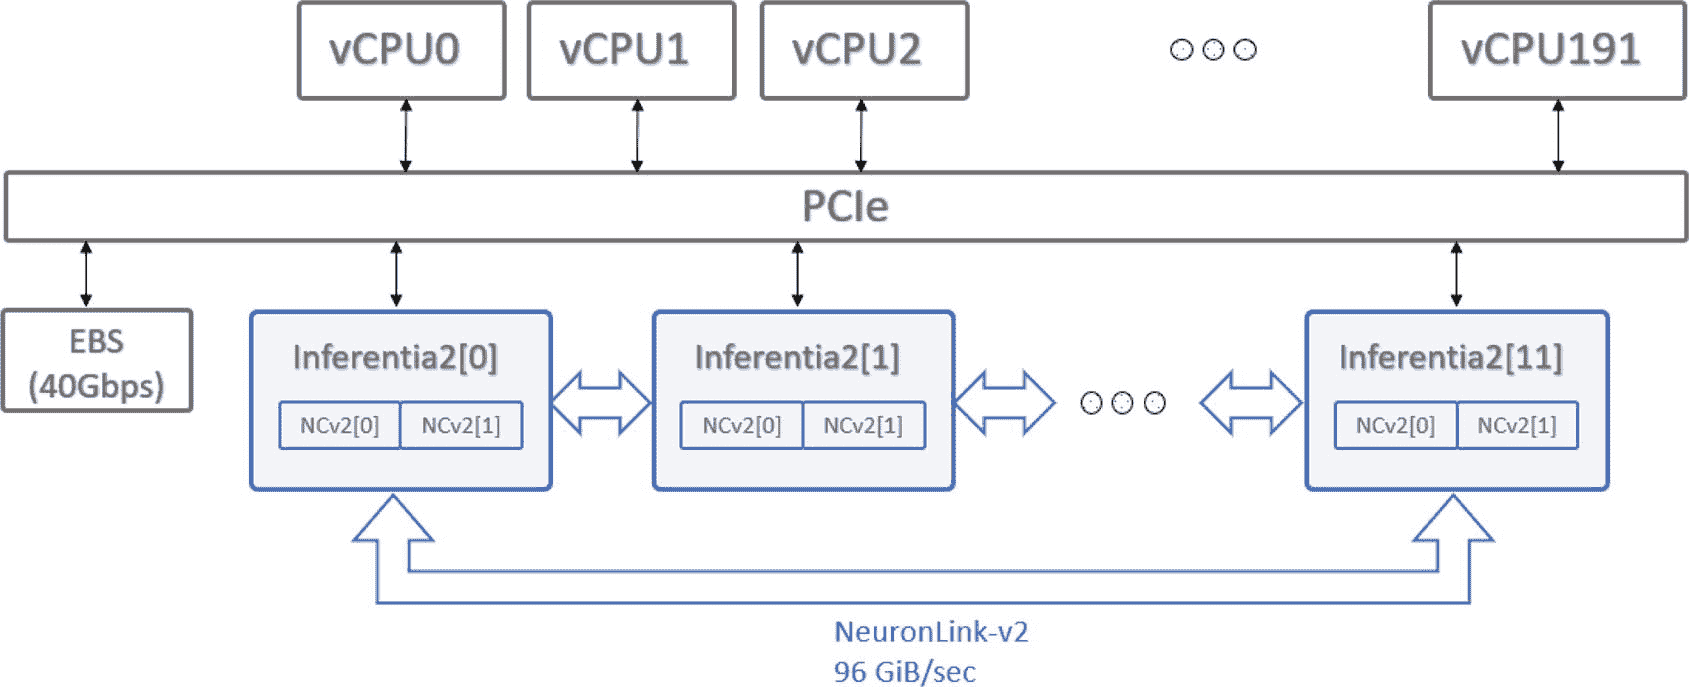 vCPU0
vCPU1
vCPU2
vCPU191
PCIe
EBS
(40Gbps)
Inferentia2[0]
NCv2[0]
NCv2[1]
Inferentia2[1]
NCv2[0]
NCv2[1]
Inferentia2[11]
NCv2[0]
NCv2[1]
NeuronLink-v2
96 GiB/sec